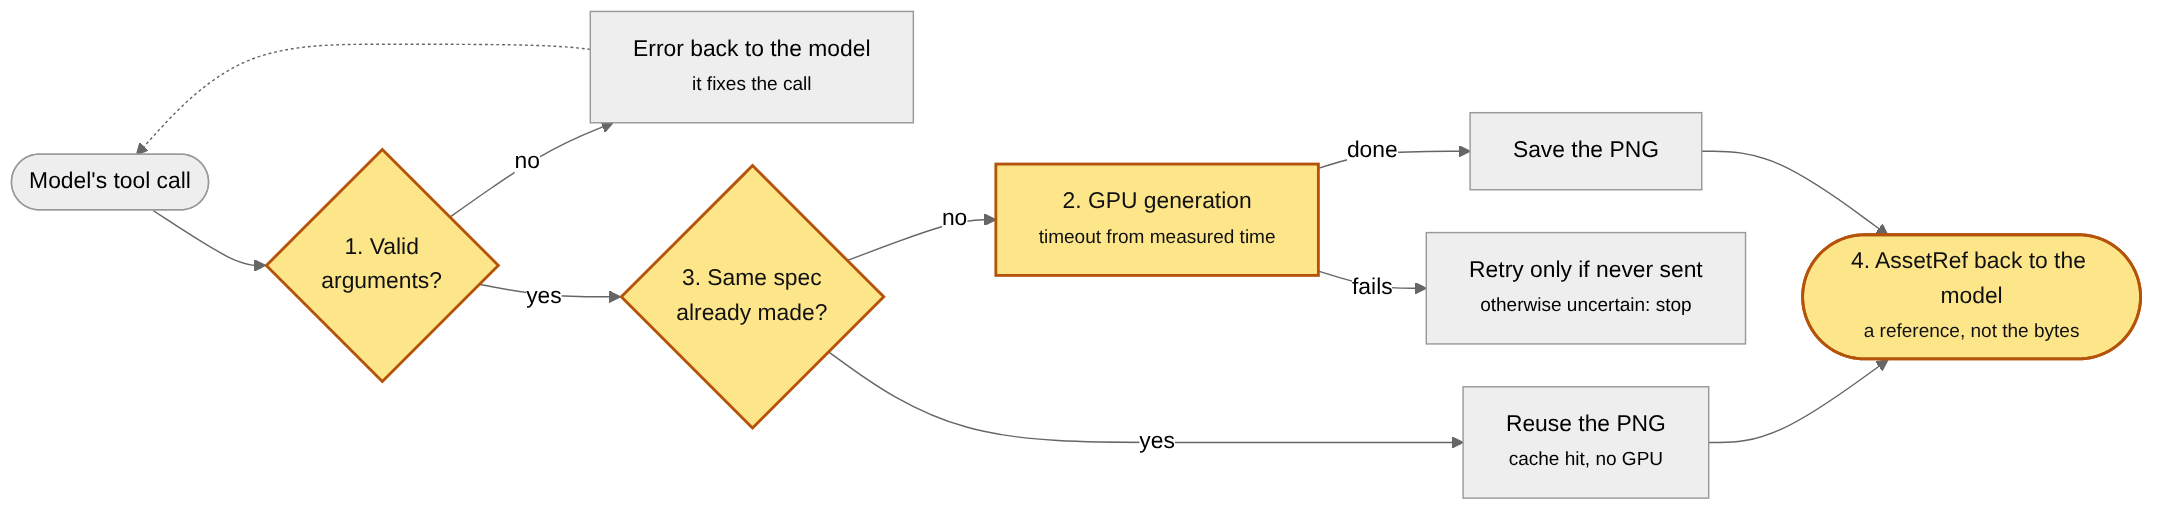 Error back to the model
it fixes the call
Model's tool call
no
1. Valid
arguments?
yes
3. Same spec
already made?
no
2. GPU generation
timeout from measured time
done
Save the PNG
fails
Retry only if never sent
otherwise uncertain: stop
yes
Reuse the PNG
cache hit, no GPU
4. AssetRef back to the
model
a reference, not the bytes